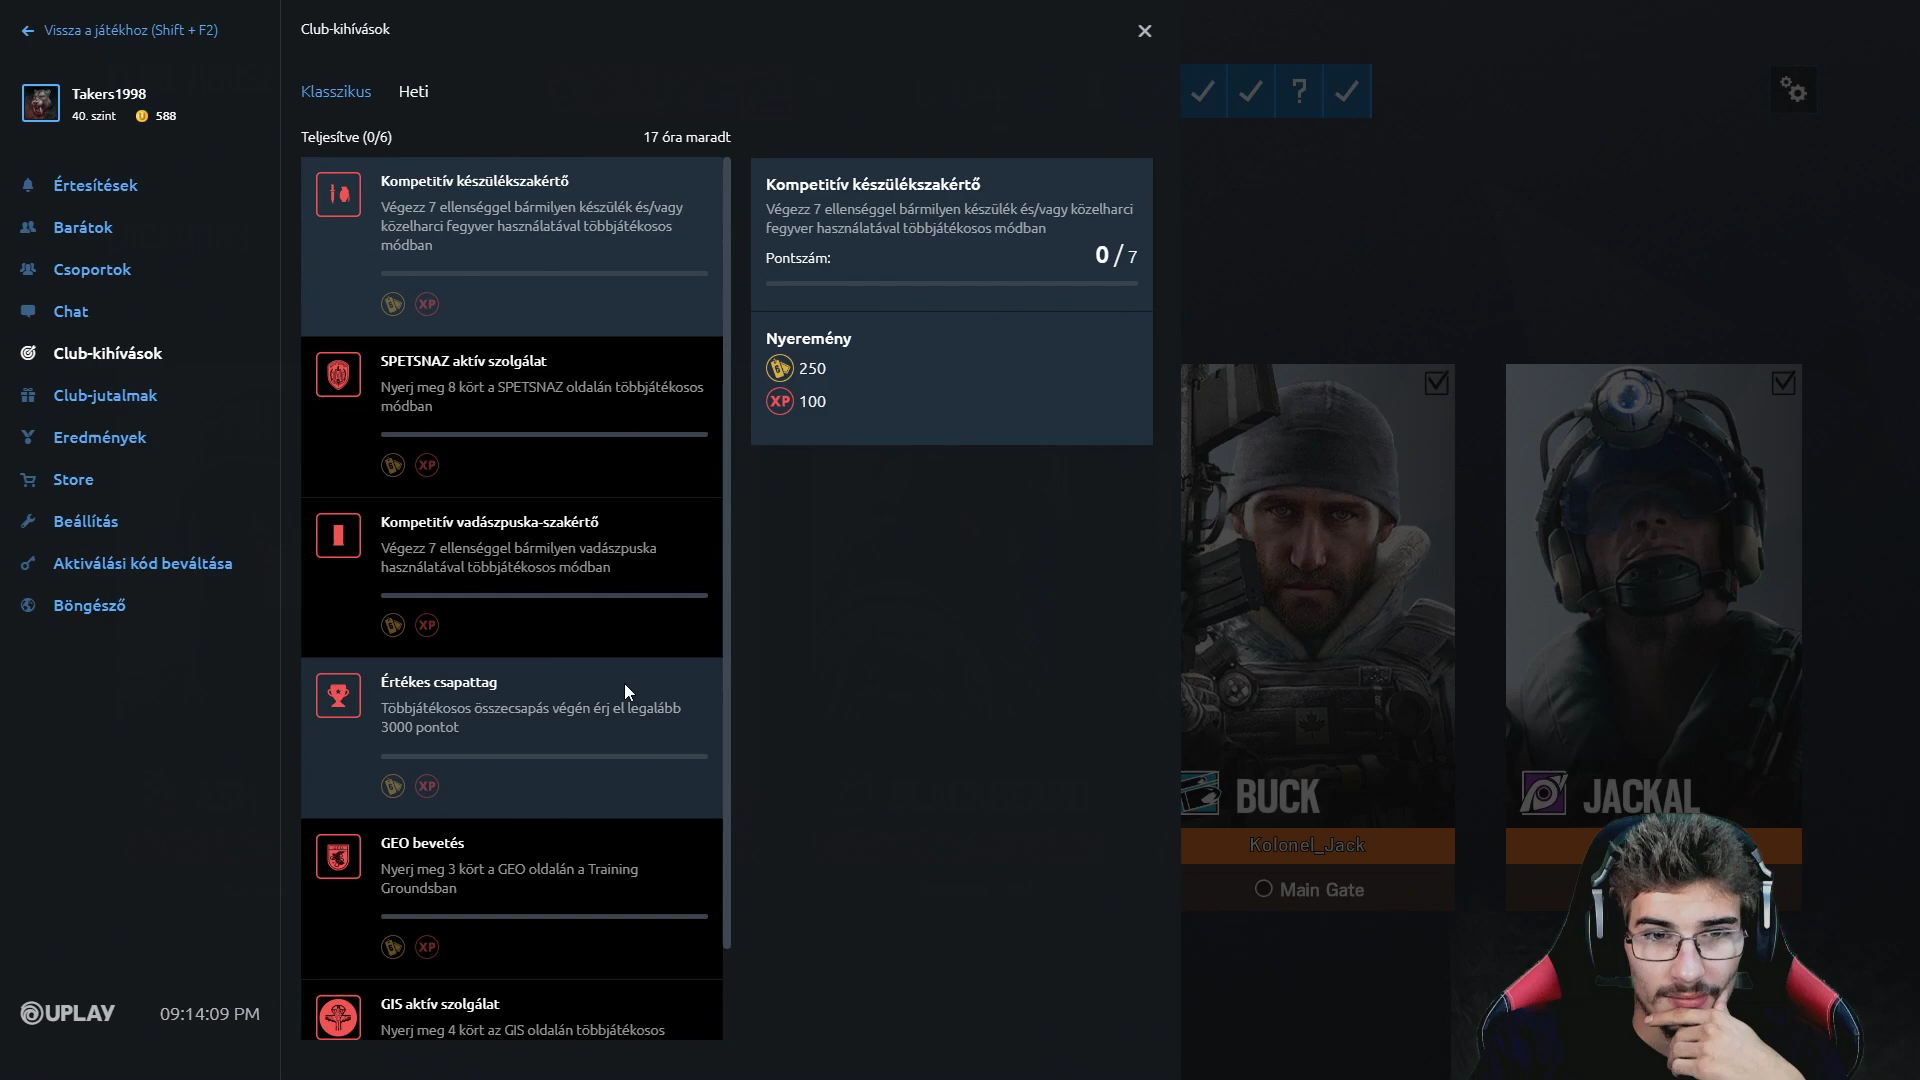 Vissza a játékhoz (Shift + F2)
Takers1998
40. szint 588
Értesítések
Barátok
Csoportok
Chat
Club-kihívások
Club-jutalmak
Eredmények
Store
Beállítás
Aktiválási kód beváltása
Böngésző
UPLAY 09:14:09 PM
Club-kihívások
Klasszikus Heti
Teljesítve (0/6) 17 óra maradt
Kompetitív készülékszakértő
Végezz 7 ellenséggel bármilyen készülék és/vagy
közelharci fegyver használatával többjátékosos
módban
XP
SPETSNAZ aktív szolgálat
Nyerj meg 8 kört a SPETSNAZ oldalán többjátékosos
módban
XP
Kompetitív vadászpuska-szakértő
Végezz 7 ellenséggel bármilyen vadászpuska
használatával többjátékosos módban
XP
Értékes csapattag
Többjátékosos összecsapás végén érj el legalább
3000 pontot
XP
GEO bevetés
Nyerj meg 3 kört a GEO oldalán a Training
Groundsban
XP
GIS aktív szolgálat
Nyerj meg 4 kört az GIS oldalán többjátékosos
Kompetitív készülékszakértő
Végezz 7 ellenséggel bármilyen készülék és/vagy közelharci
fegyver használatával többjátékosos módban
Pontszám: 0 / 7
Nyeremény
250
XP 100
?
BUCK
Kolonel_Jack
Main Gate
JACKAL